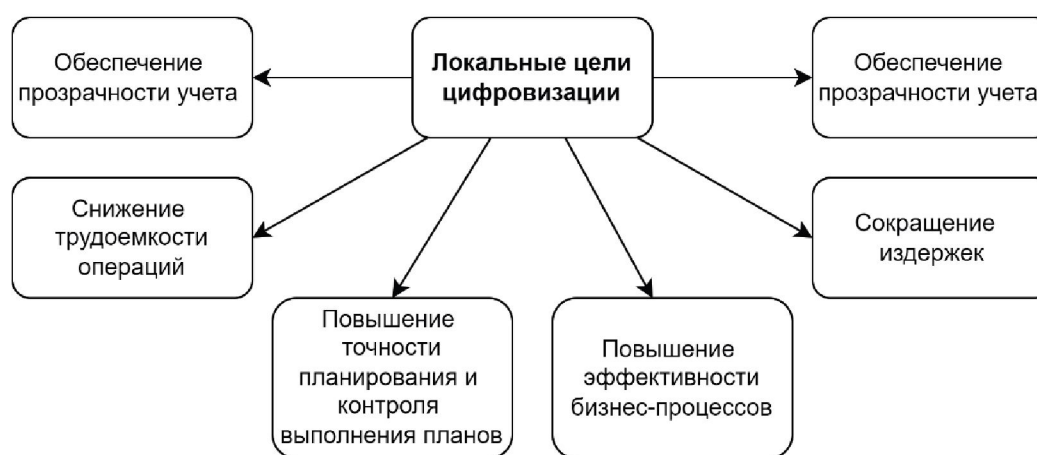 Обеспечение
прозрачности учета
Локальные цели
цифровизации
Обеспечение
прозрачности учета
Снижение
трудоемкости
операций
Сокращение
издержек
Повышение
точности
планирования и
контроля
выполнения планов
Повышение
эффективности
бизнес-процессов